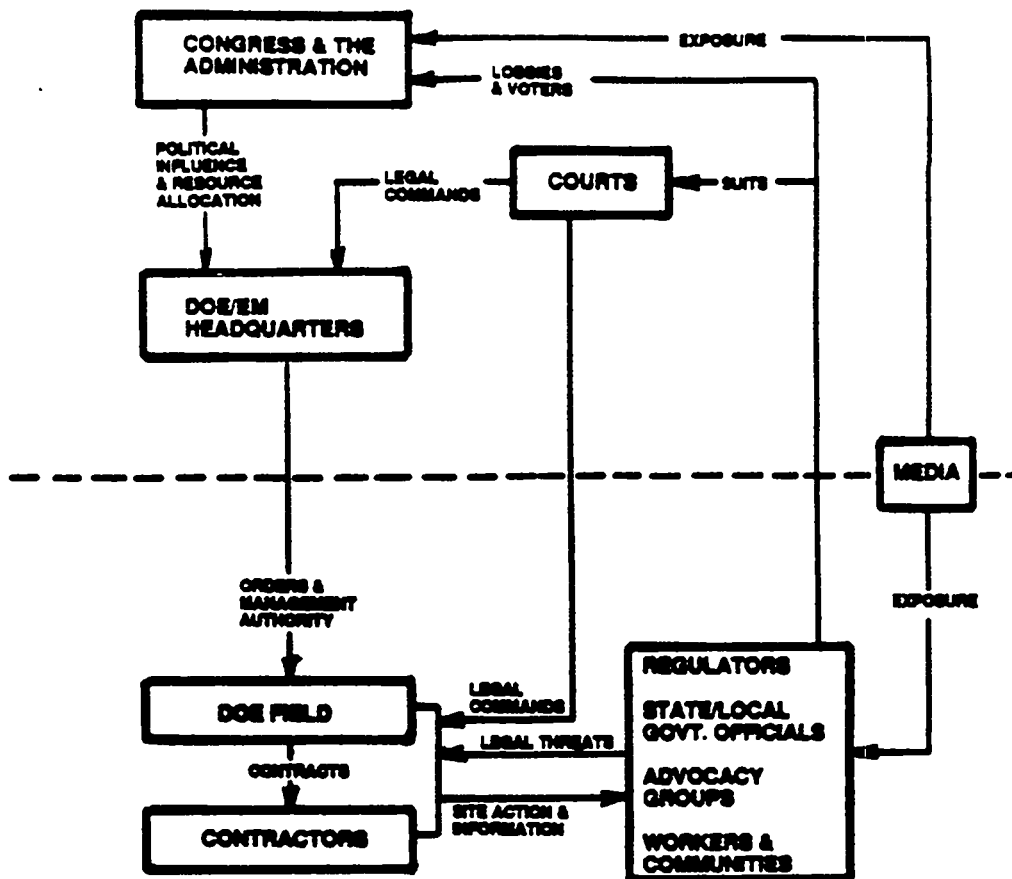 CONGRESS & THE
ADMINISTRATION
EXPOSURE
LOBBIES
& VOTERS
POLITICAL
INFLUENCE
& RESOURCE
ALLOCATION
LEGAL
COMMANDS
COURTS
SUITS
DOE/EM
HEADQUARTERS
MEDIA
ORDERS &
MANAGEMENT
AUTHORITY
EXPOSURE
DOE FIELD
LEGAL
COMMANDS
LEGAL THREATS
CONTRACTS
SITE ACTION &
INFORMATION
CONTRACTORS
REGULATORS
STATE/LOCAL
GOVT. OFFICIALS
ADVOCACY
GROUPS
WORKERS &
COMMUNITIES